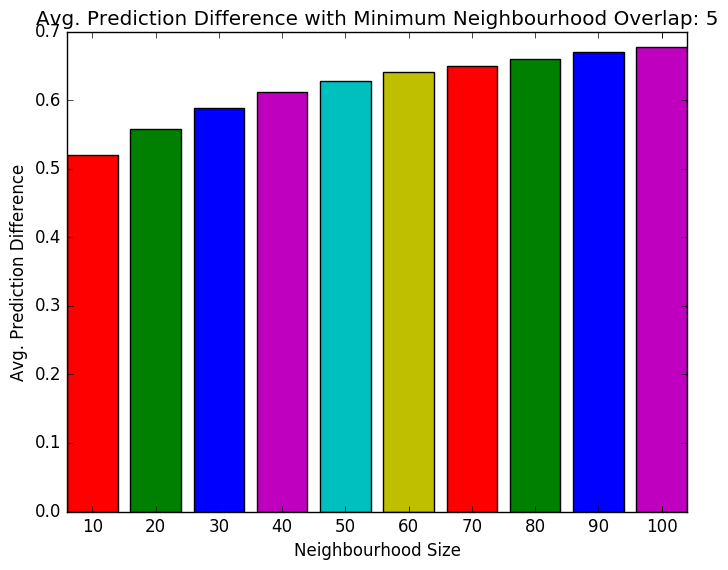 Avg. Prediction Difference with Minimum Neighbourhood Overlap: 5
0.7
0.6
0.5
0.4
0.3
0.2
0.1
0.0
Avg. Prediction Difference
10 20 30 40 50 60 70 80 90 100
Neighbourhood Size